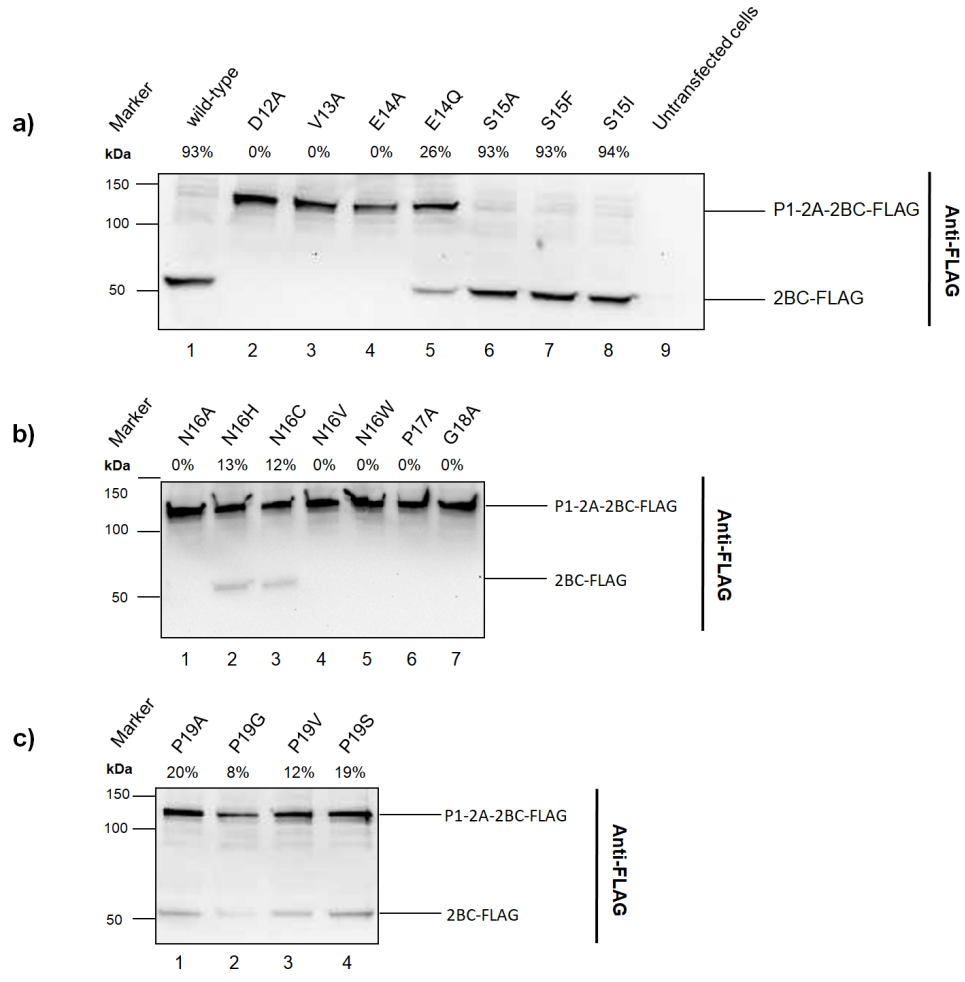 a)
Marker wild-type D12A V13A E14A E14Q S15A S15F S15I Untransfected cells
kDa 93% 0% 0% 0% 26% 93% 93% 94%
150
100
50
P1-2A-2BC-FLAG
2BC-FLAG
Anti-FLAG
1 2 3 4 5 6 7 8 9
b)
Marker N16A N16H N16C N16V N16W P17A G18A
kDa 0% 13% 12% 0% 0% 0% 0%
150
100
50
P1-2A-2BC-FLAG
2BC-FLAG
Anti-FLAG
1 2 3 4 5 6 7
c)
Marker P19A P19G P19V P19S
kDa 20% 8% 12% 19%
150
100
50
P1-2A-2BC-FLAG
2BC-FLAG
Anti-FLAG
1 2 3 4